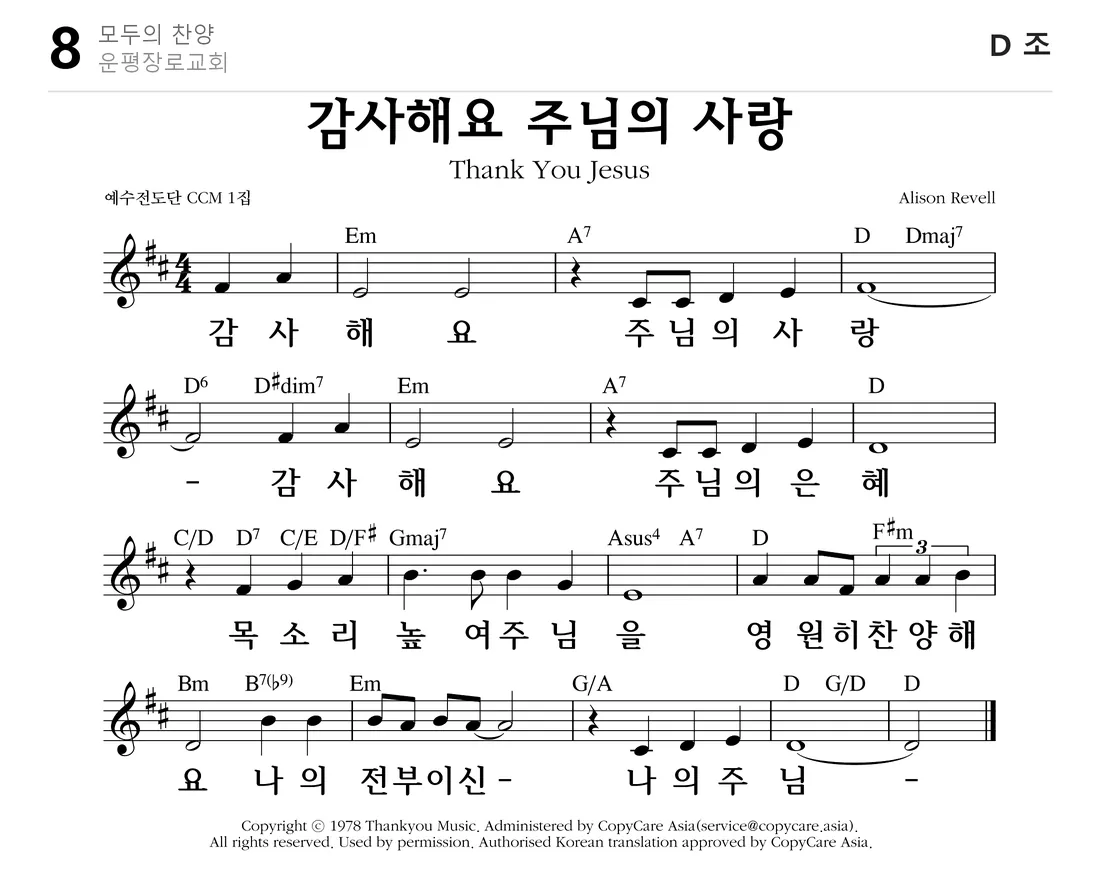 8 모두의 찬양
운평장로교회
D 조
감사해요 주님의 사랑
Thank You Jesus
예수전도단 CCM 1집
Alison Revell
Em A7 D Dmaj7
감 사 해 요 주 님 의 사 랑
D6 D♯dim7 Em A7 D
- 감 사 해 요 주 님 의 은 혜
C/D D7 C/E D/F♯ Gmaj7 Asus4 A7 D F♯m
3
목 소 리 높 여 주 님 을 영 원 히 찬 양 해
Bm B7(♭9) Em G/A D G/D D
요 나 의 전 부 이 신 - 나 의 주 님 -
Copyright ⓒ 1978 Thankyou Music. Administered by CopyCare Asia(service@copycare.asia).
All rights reserved. Used by permission. Authorised Korean translation approved by CopyCare Asia.